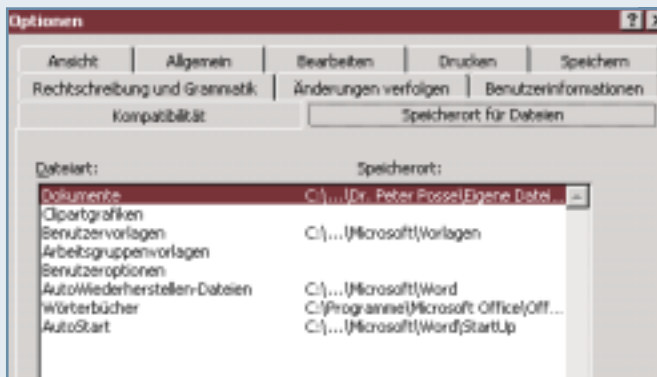 Optionen
Ansicht Allgemein Bearbeiten Drucken Speichern
Rechtschreibung und Grammatik Änderungen verfolgen Benutzerinformationen
Kompatibilität Speicherort für Dateien
Dateiart: Speicherort:
Dokumente C:\...\Dr. Peter Posse\Eigene Datei...
Clipartgrafiken
Benutzervorlagen C:\...\Microsoft\Vorlagen
Arbeitsgruppenvorlagen
Benutzeroptionen
AutoWiederherstellen-Dateien C:\...\Microsoft\Word
Wörterbücher C:\Programme\Microsoft Office\Off...
AutoStart C:\...\Microsoft\Word\StartUp